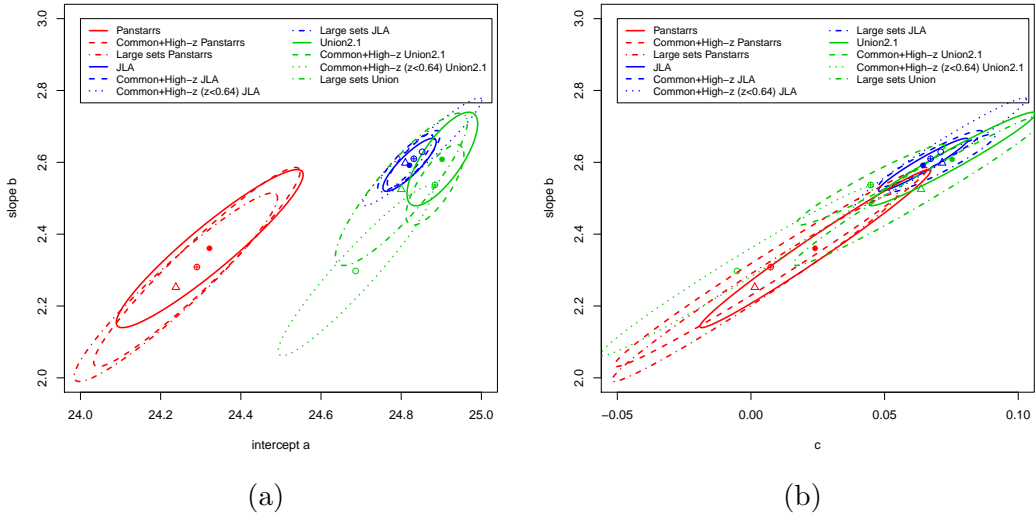 Panstarrs
Common+High−z Panstarrs
Large sets Panstarrs
JLA
Common+High−z JLA
Common+High−z (z<0.64) JLA
Large sets JLA
Union2.1
Common+High−z Union2.1
Common+High−z (z<0.64) Union2.1
Large sets Union
3.0
2.8
2.6
2.4
2.2
2.0
slope b
24.0 24.2 24.4 24.6 24.8 25.0
intercept a
(a)
Panstarrs
Common+High−z Panstarrs
Large sets Panstarrs
JLA
Common+High−z JLA
Common+High−z (z<0.64) JLA
Large sets JLA
Union2.1
Common+High−z Union2.1
Common+High−z (z<0.64) Union2.1
Large sets Union
3.0
2.8
2.6
2.4
2.2
2.0
slope b
−0.05 0.00 0.05 0.10
c
(b)